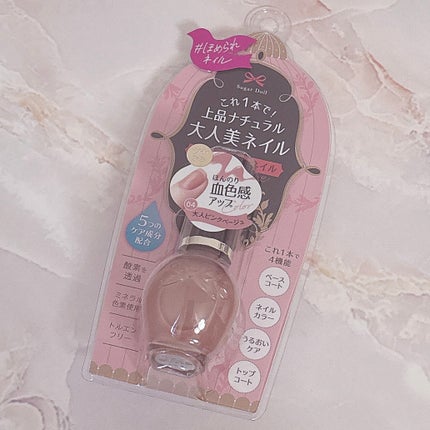 #ほめられ
ネイル
Sugar Doll
これ1本で!
上品ナチュラル
大人美ネイル
ネイル
ほんのり
血色感
アップ
Color
04
大人ピンクベージュ
5つの
ケア成分
配合
酸素を
透過
ミネラル
色素使用
トルエン
フリー
これ1本で
4機能
ベース
コート
ネイル
カラー
うるおい
ケア
トップ
コート